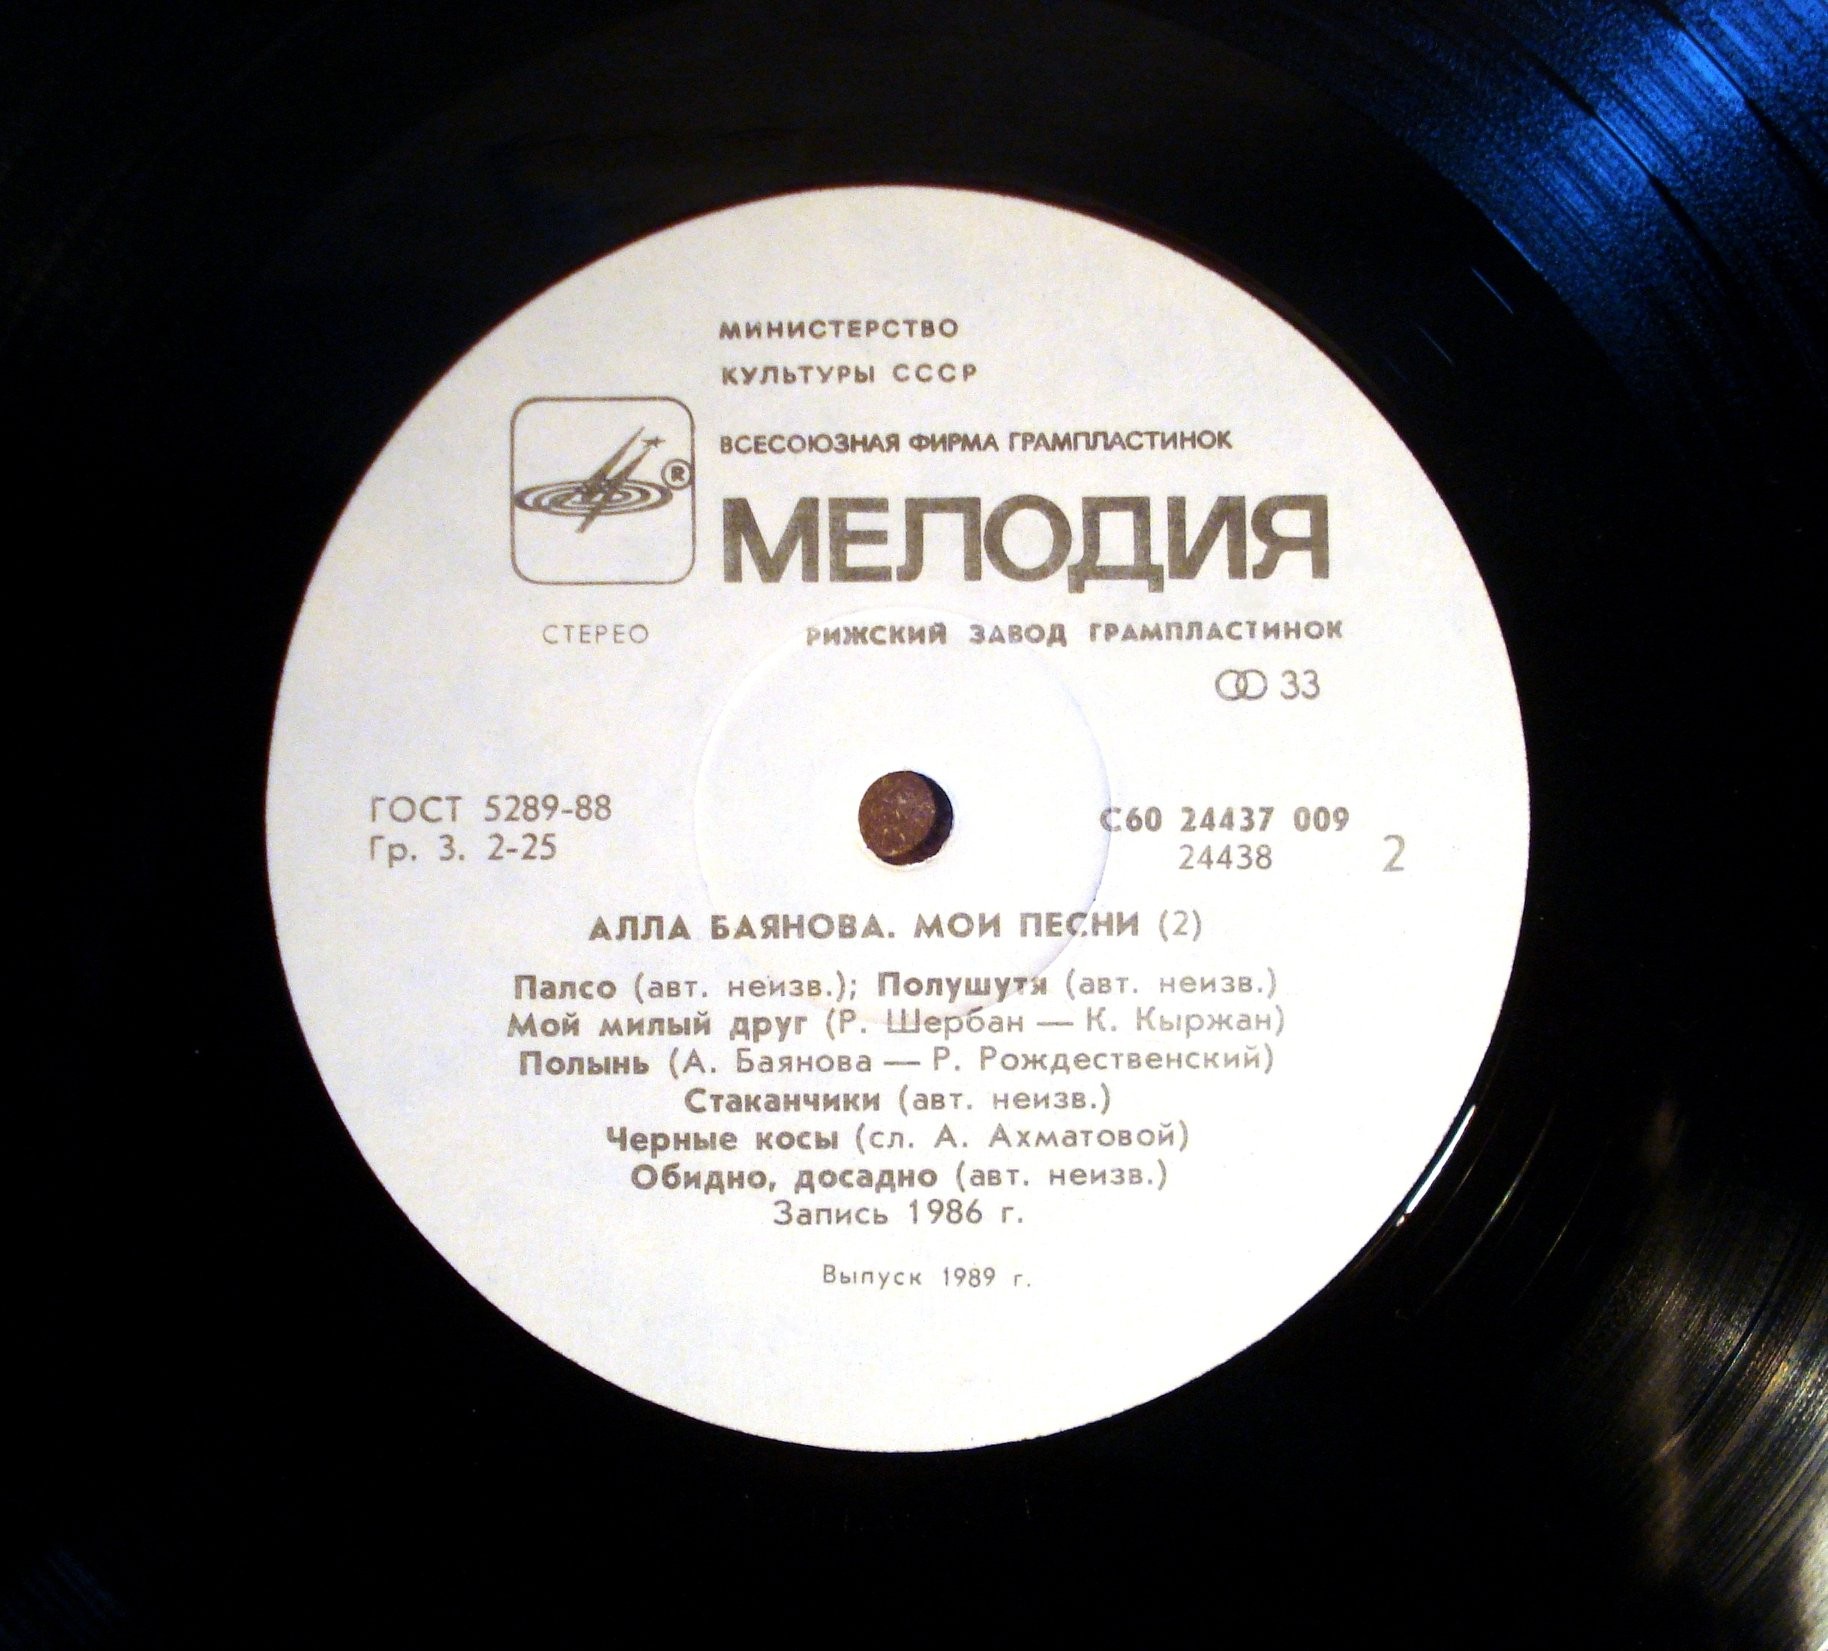 МИНИСТЕРСТВО
КУЛЬТУРЫ СССР
ВСЕСОЮЗНАЯ ФИРМА ГРАМПЛАСТИНОК
®
МЕЛОДИЯ
СТЕРЕО РИЖСКИЙ ЗАВОД ГРАМПЛАСТИНОК
33
ГОСТ 5289-88
Гр. 3. 2-25
С60 24437 009
24438 2
АЛЛА БАЯНОВА. МОИ ПЕСНИ (2)
Палсо (авт. неизв.); Полушутя (авт. неизв.)
Мой милый друг (Р. Шербан — К. Кыржан)
Полынь (А. Баянова — Р. Рождественский)
Стаканчики (авт. неизв.)
Черные косы (сл. А. Ахматовой)
Обидно, досадно (авт. неизв.)
Запись 1986 г.
Выпуск 1989 г.